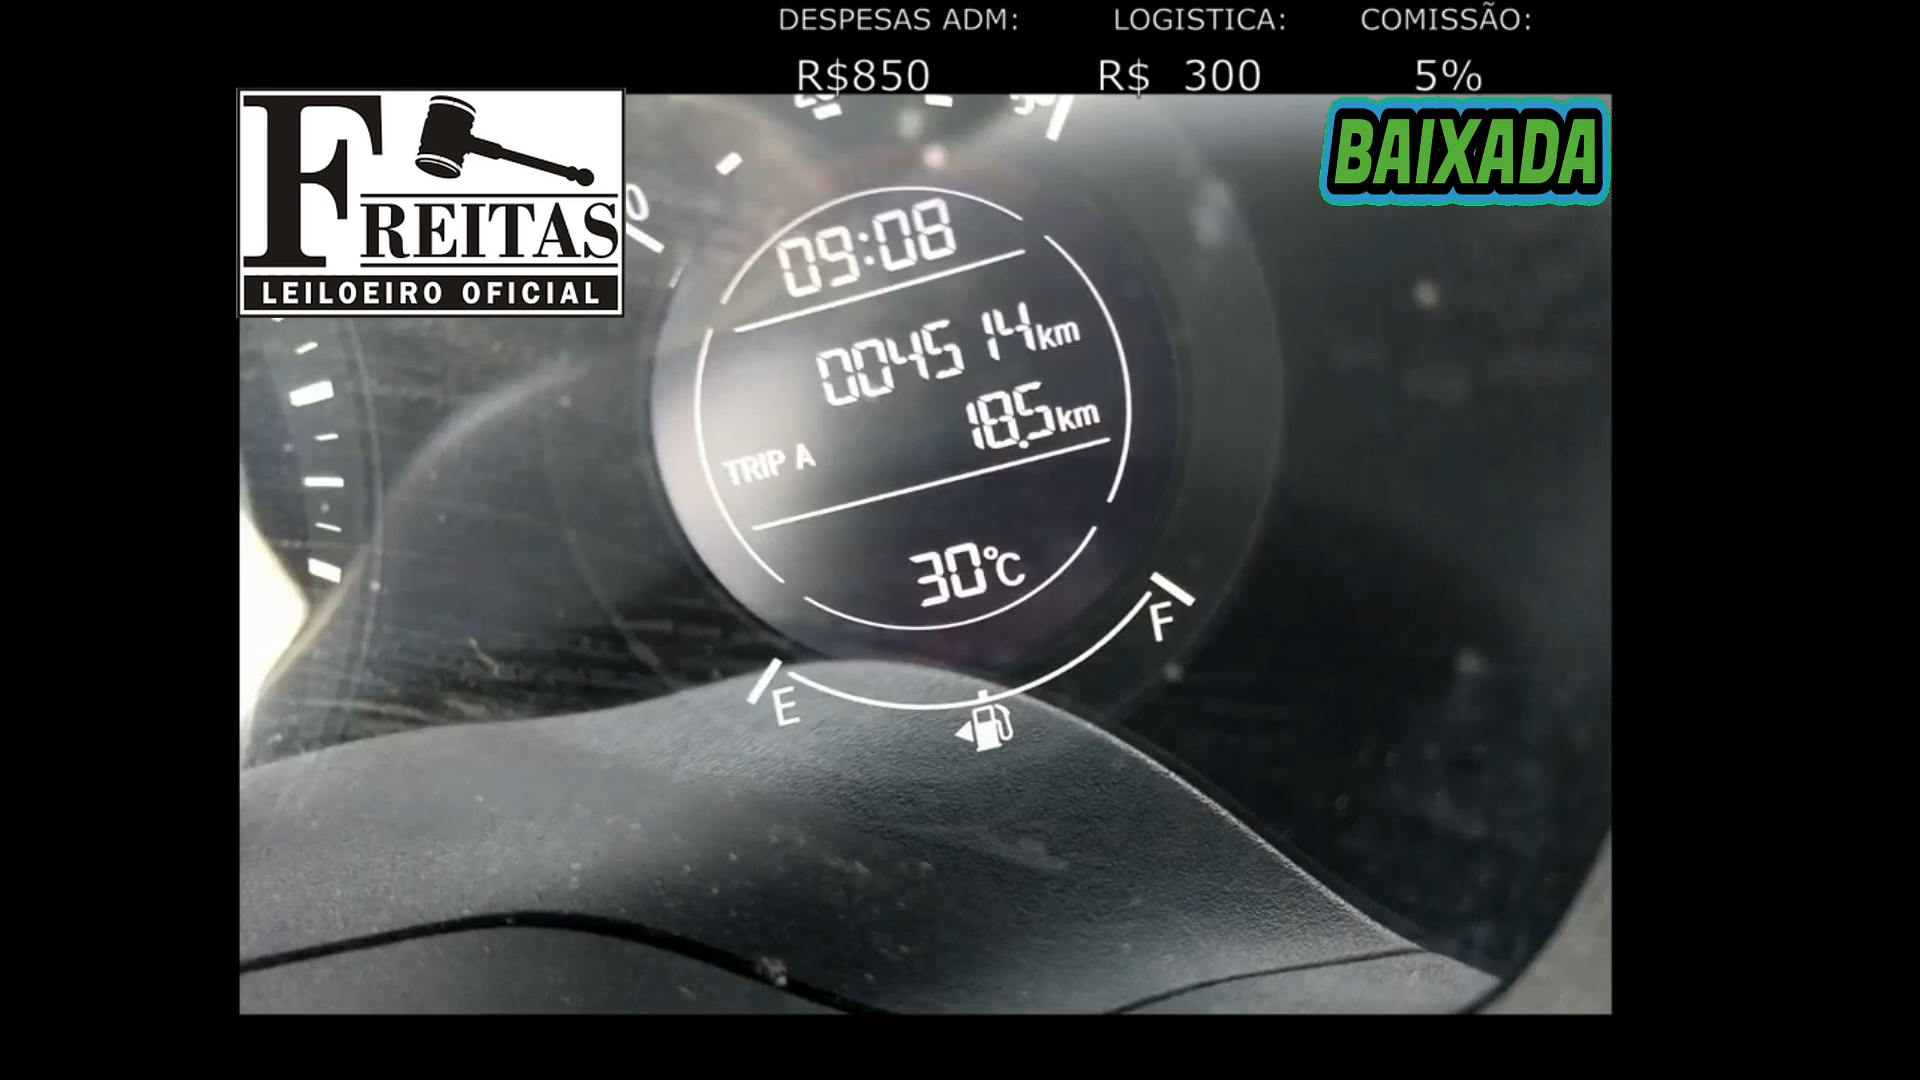 DESPESAS ADM: LOGISTICA: COMISSÃO:
R$850 R$ 300 5%
FREITAS
LEILOEIRO OFICIAL
BAIXADA
09:08
004514km
18.5km
TRIP A
30°C
E F